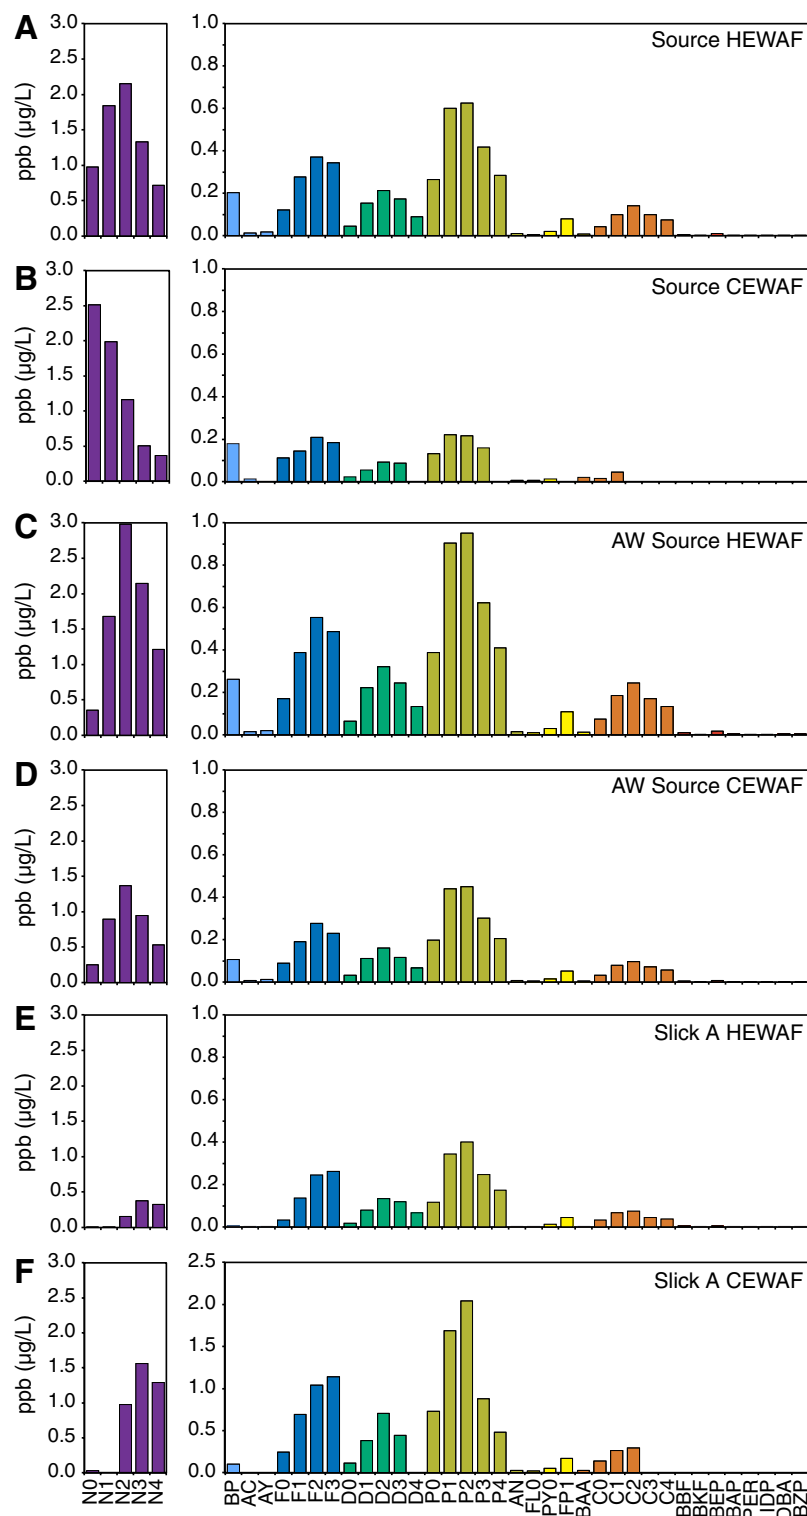 A
3.0
2.5
2.0
1.5
1.0
0.5
0.0
ppb (µg/L)
1.0
0.8
0.6
0.4
0.2
0.0
Source HEWAF
B
3.0
2.5
2.0
1.5
1.0
0.5
0.0
ppb (µg/L)
1.0
0.8
0.6
0.4
0.2
0.0
Source CEWAF
C
3.0
2.5
2.0
1.5
1.0
0.5
0.0
ppb (µg/L)
1.0
0.8
0.6
0.4
0.2
0.0
AW Source HEWAF
D
3.0
2.5
2.0
1.5
1.0
0.5
0.0
ppb (µg/L)
1.0
0.8
0.6
0.4
0.2
0.0
AW Source CEWAF
E
3.0
2.5
2.0
1.5
1.0
0.5
0.0
ppb (µg/L)
1.0
0.8
0.6
0.4
0.2
0.0
Slick A HEWAF
F
3.0
2.5
2.0
1.5
1.0
0.5
0.0
ppb (µg/L)
2.5
2.0
1.5
1.0
0.5
0.0
Slick A CEWAF
N0
N1
N2
N3
N4
BP
AC
AY
F0
F1
F2
F3
D0
D1
D2
D3
D4
P0
P1
P2
P3
P4
AN
FL0
PY0
FP1
BAA
C0
C1
C2
C3
C4
BBF
BKF
BEP
BAP
PER
IDP
DBA
BZP